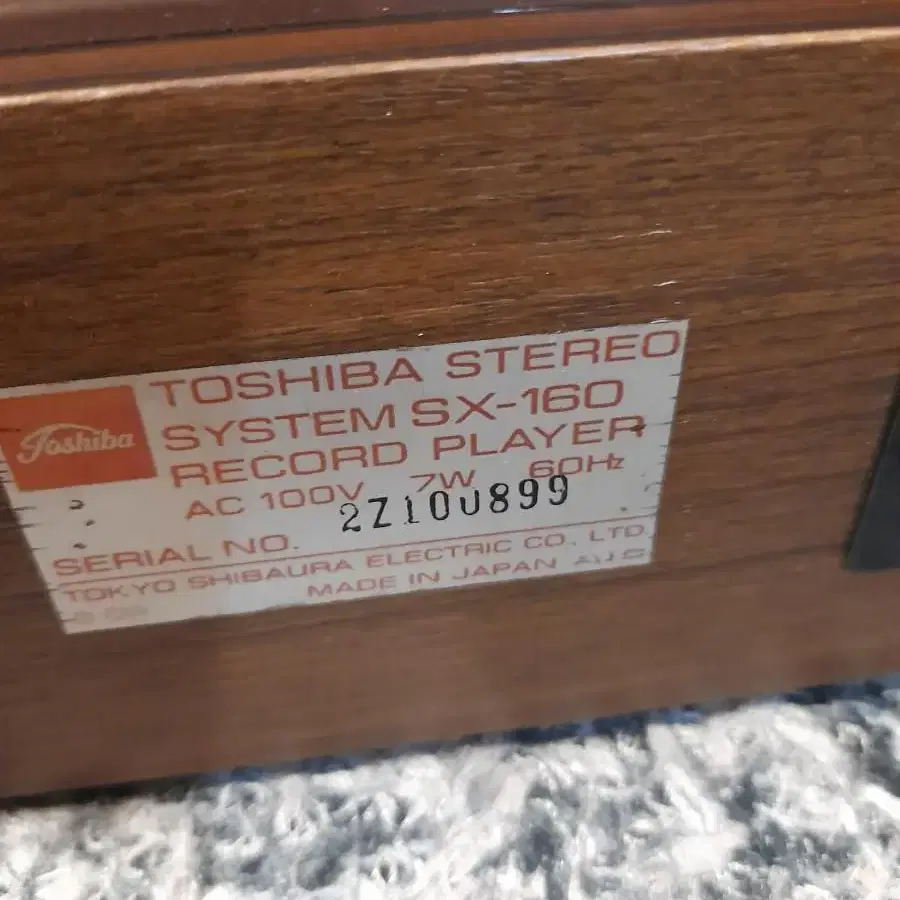 Toshiba
TOSHIBA STEREO
SYSTEM SX-160
RECORD PLAYER
AC 100V 7W 60Hz
SERIAL NO. 2Z100899
TOKYO SHIBAURA ELECTRIC CO., LTD.
MADE IN JAPAN